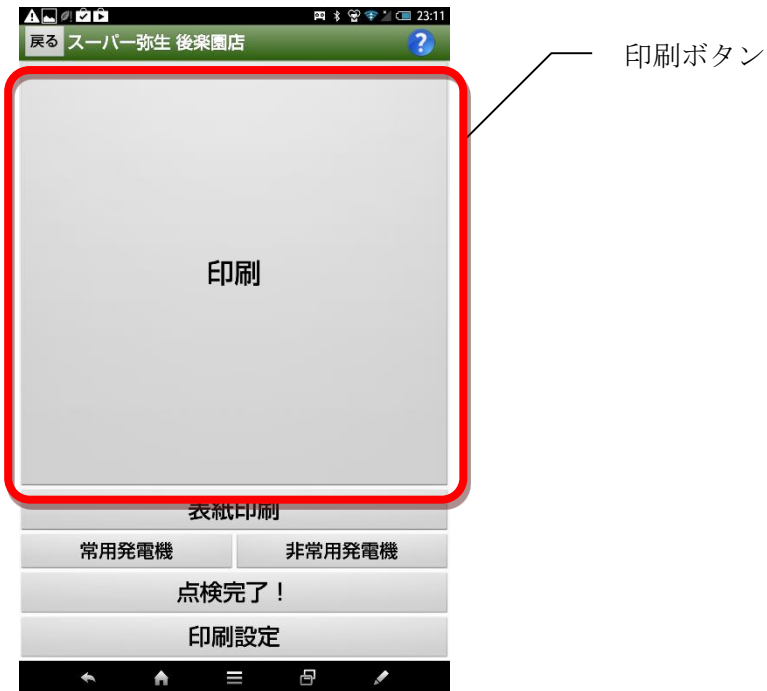 23:11
戻る スーパー弥生 後楽園店 ?
印刷ボタン
印刷
表紙印刷
常用発電機 非常用発電機
点検完了！
印刷設定